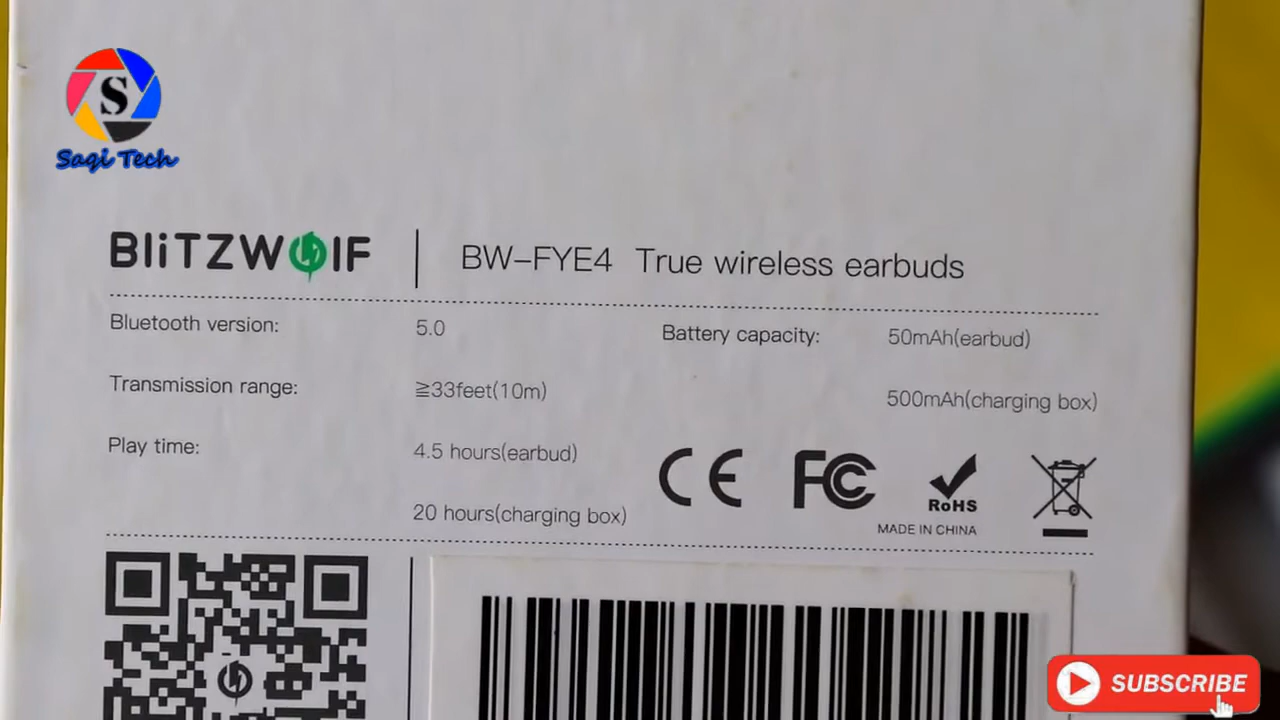 S
Saqi Tech
BLiTZWOLF
BW-FYE4 True wireless earbuds
Bluetooth version: 5.0
Battery capacity: 50mAh(earbud)
Transmission range: ≧33feet(10m)
500mAh(charging box)
Play time: 4.5 hours(earbud)
20 hours(charging box)
CE FC RoHS
MADE IN CHINA
SUBSCRIBE